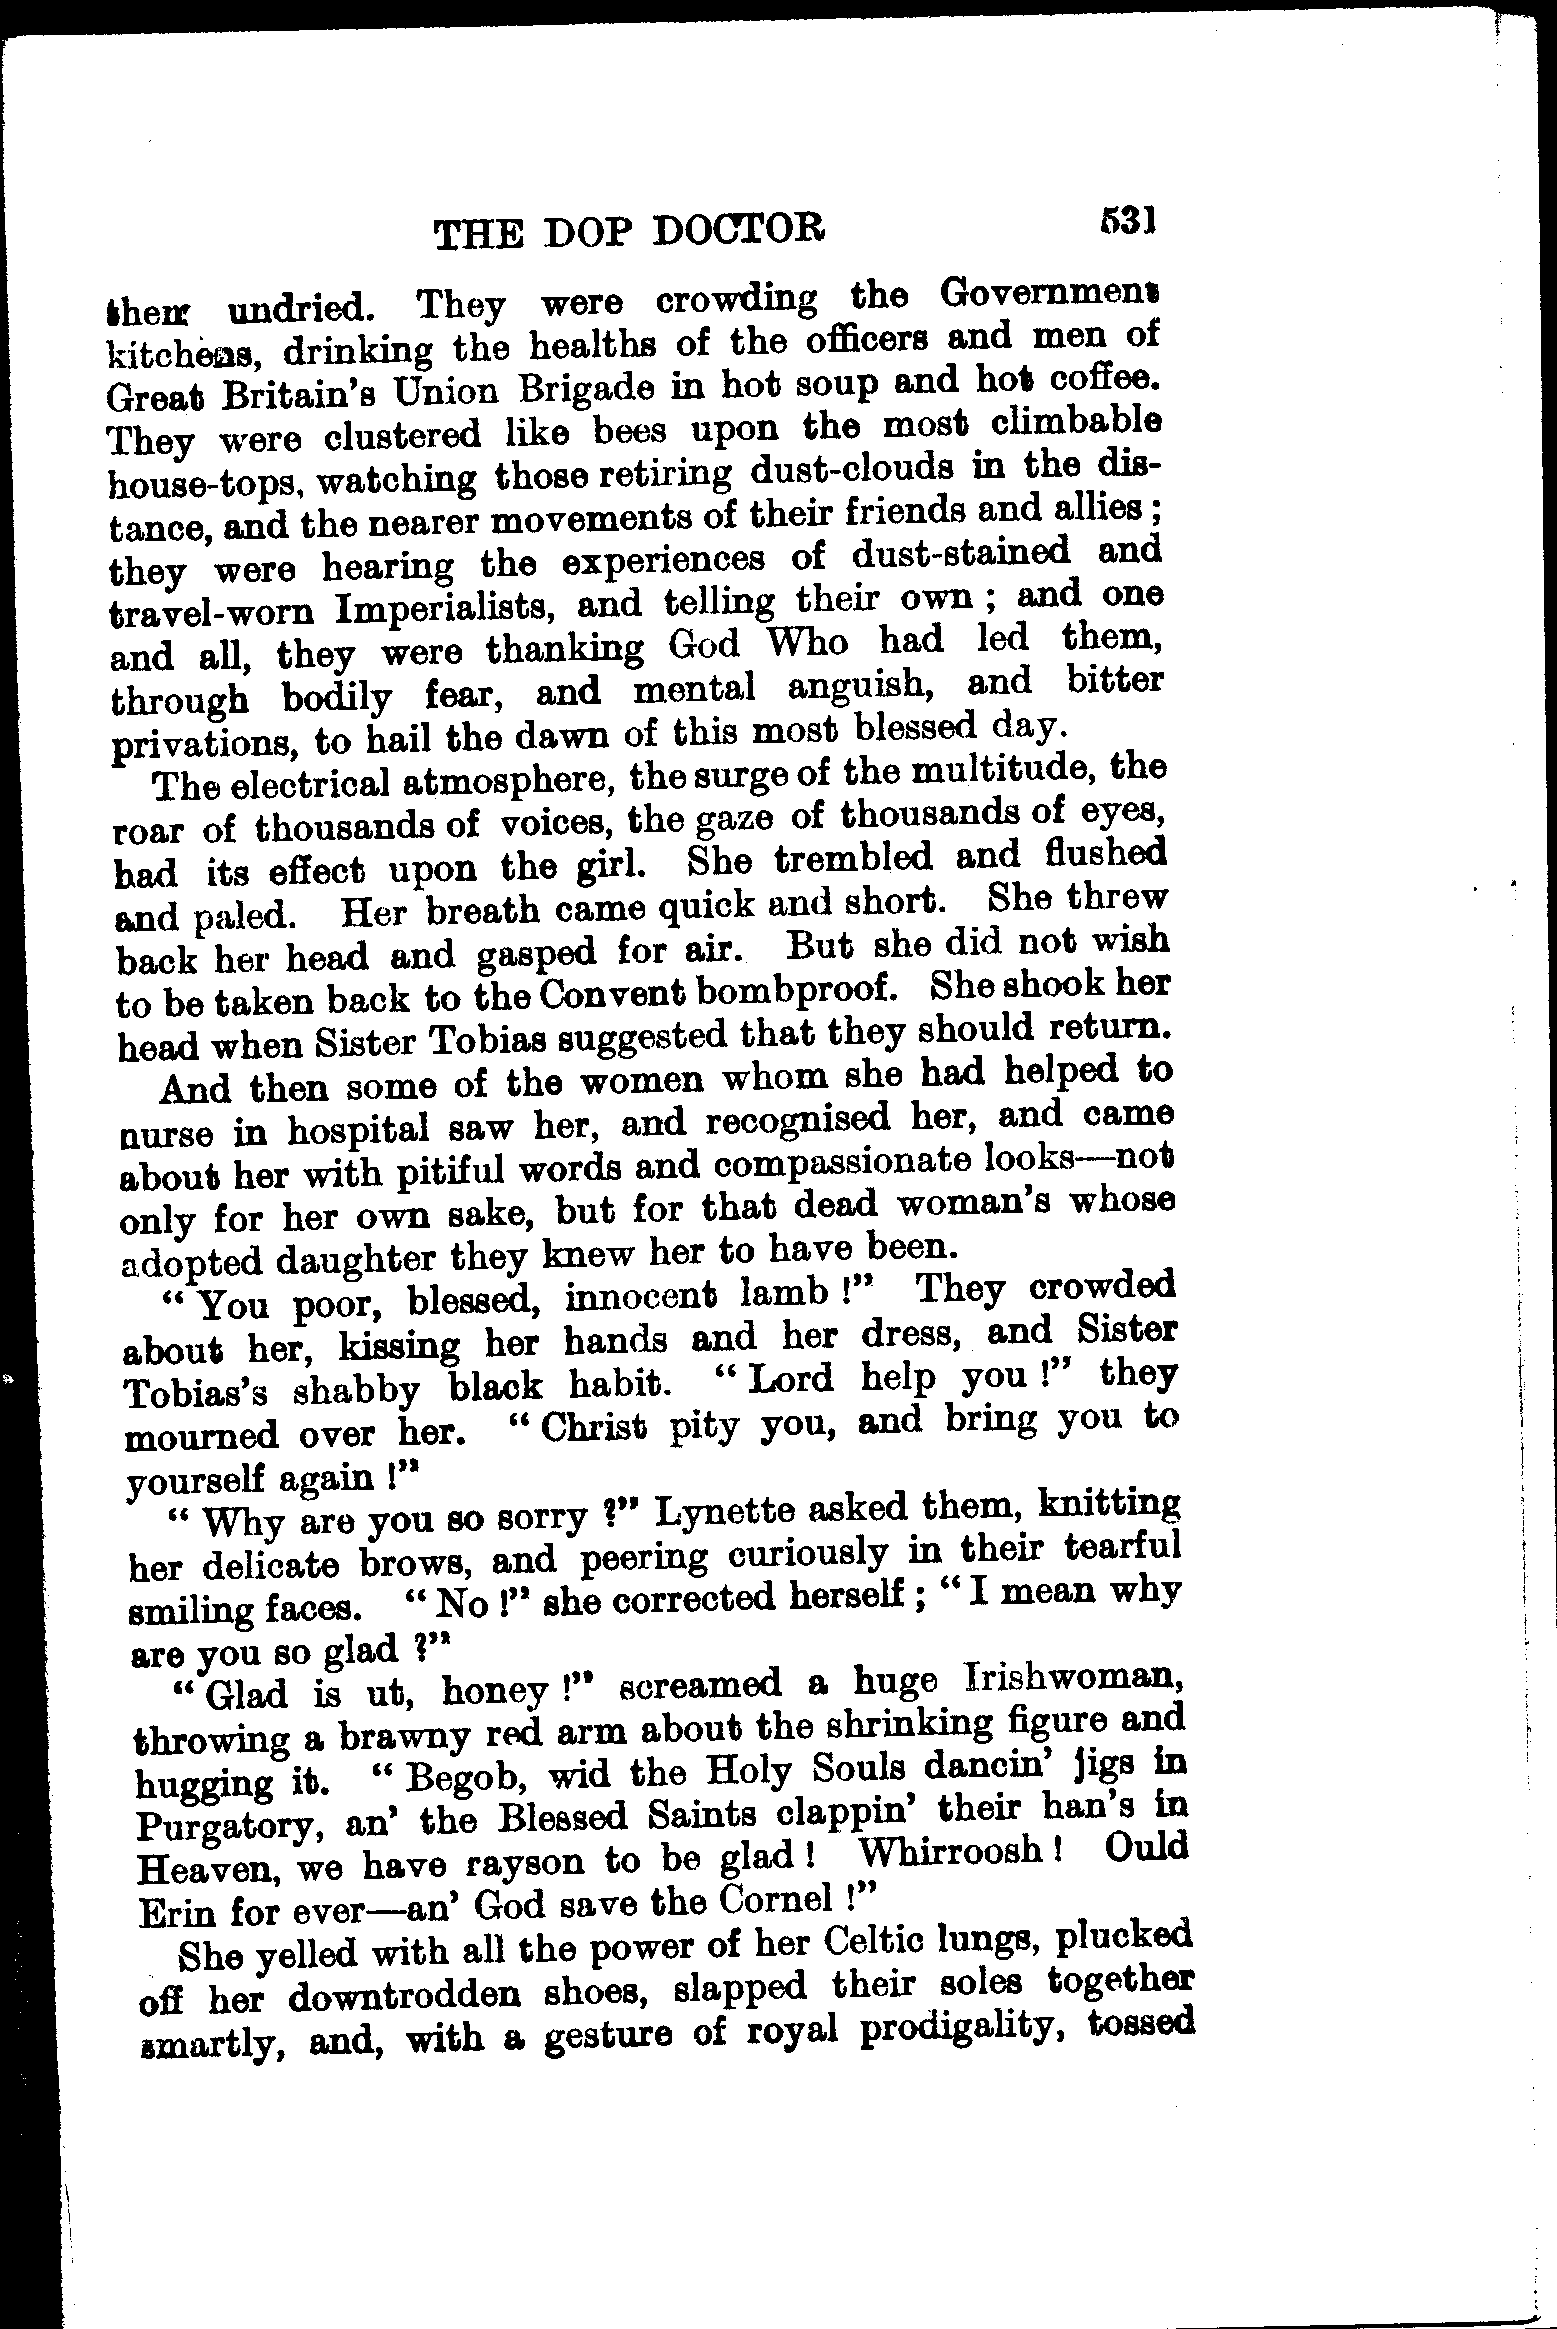 THE DOP DOCTOR 531
their undried. They were crowding the Government
kitchens, drinking the healths of the officers and men of
Great Britain's Union Brigade in hot soup and hot coffee.
They were clustered like bees upon the most climbable
house-tops, watching those retiring dust-clouds in the dis-
tance, and the nearer movements of their friends and allies ;
they were hearing the experiences of dust-stained and
travel-worn Imperialists, and telling their own ; and one
and all, they were thanking God Who had led them,
through bodily fear, and mental anguish, and bitter
privations, to hail the dawn of this most blessed day.
The electrical atmosphere, the surge of the multitude, the
roar of thousands of voices, the gaze of thousands of eyes,
had its effect upon the girl. She trembled and flushed
and paled. Her breath came quick and short. She threw
back her head and gasped for air. But she did not wish
to be taken back to the Convent bombproof. She shook her
head when Sister Tobias suggested that they should return.
And then some of the women whom she had helped to
nurse in hospital saw her, and recognised her, and came
about her with pitiful words and compassionate looks—not
only for her own sake, but for that dead woman's whose
adopted daughter they knew her to have been.
“ You poor, blessed, innocent lamb !” They crowded
about her, kissing her hands and her dress, and Sister
Tobias's shabby black habit. “ Lord help you !” they
mourned over her. “ Christ pity you, and bring you to
yourself again !”
“ Why are you so sorry ?” Lynette asked them, knitting
her delicate brows, and peering curiously in their tearful
smiling faces. “ No !” she corrected herself ; “ I mean why
are you so glad ?”
“ Glad is ut, honey !” screamed a huge Irishwoman,
throwing a brawny red arm about the shrinking figure and
hugging it. “ Begob, wid the Holy Souls dancin' jigs in
Purgatory, an' the Blessed Saints clappin' their han's in
Heaven, we have rayson to be glad ! Whirroosh ! Ould
Erin for ever—an' God save the Cornel !”
She yelled with all the power of her Celtic lungs, plucked
off her downtrodden shoes, slapped their soles together
smartly, and, with a gesture of royal prodigality, tossed